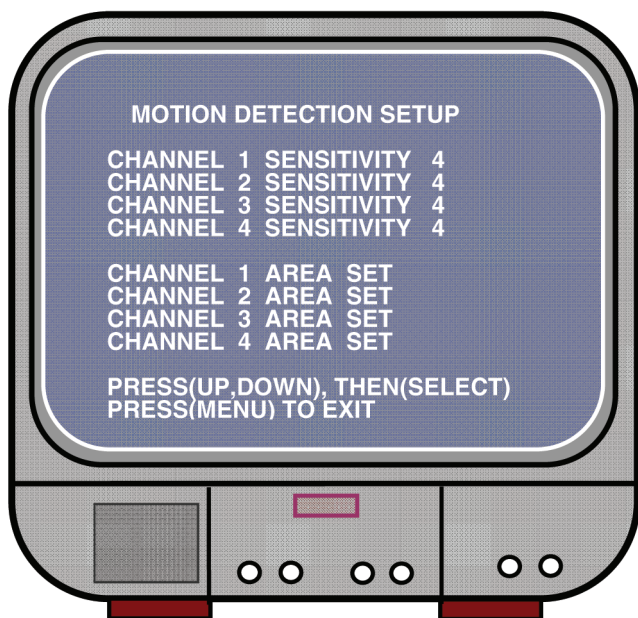 MOTION DETECTION SETUP
CHANNEL 1 SENSITIVITY 4
CHANNEL 2 SENSITIVITY 4
CHANNEL 3 SENSITIVITY 4
CHANNEL 4 SENSITIVITY 4
CHANNEL 1 AREA SET
CHANNEL 2 AREA SET
CHANNEL 3 AREA SET
CHANNEL 4 AREA SET
PRESS(UP,DOWN), THEN(SELECT)
PRESS(MENU) TO EXIT